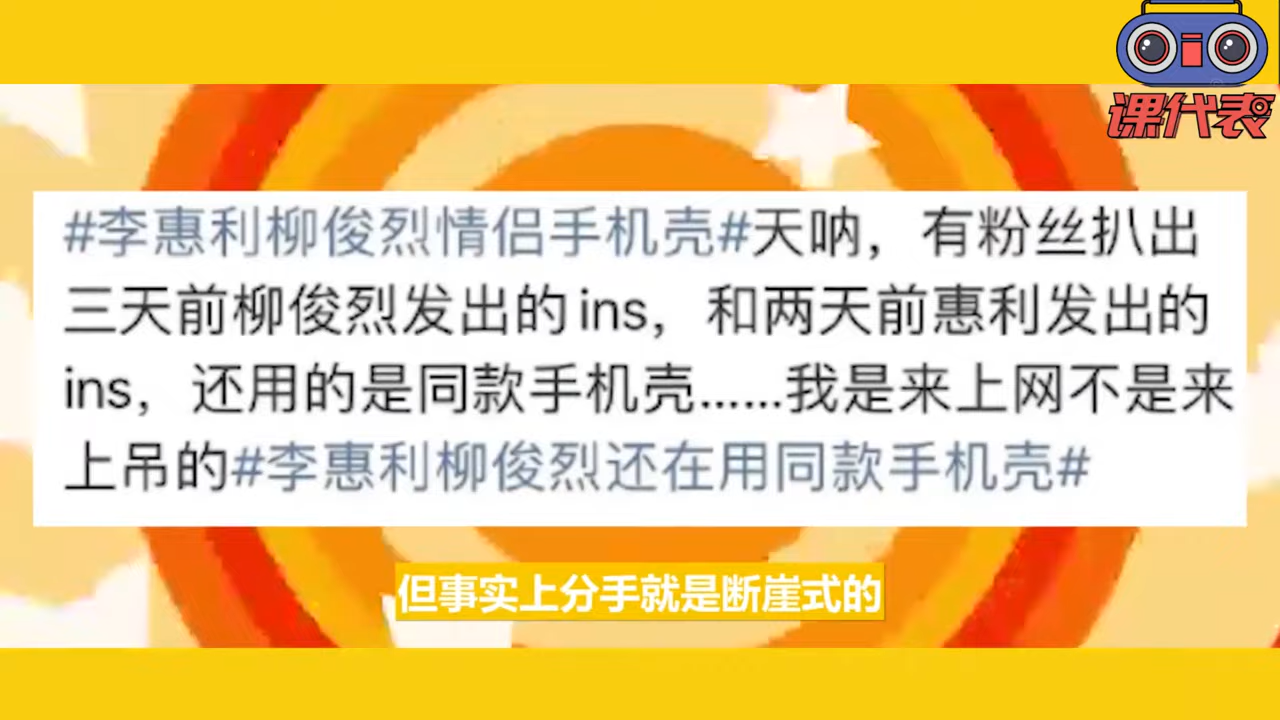 课代表
#李惠利柳俊烈情侣手机壳#天呐，有粉丝扒出
三天前柳俊烈发出的ins，和两天前惠利发出的
ins，还用的是同款手机壳……我是来上网不是来
上吊的#李惠利柳俊烈还在用同款手机壳#
但事实上分手就是断崖式的